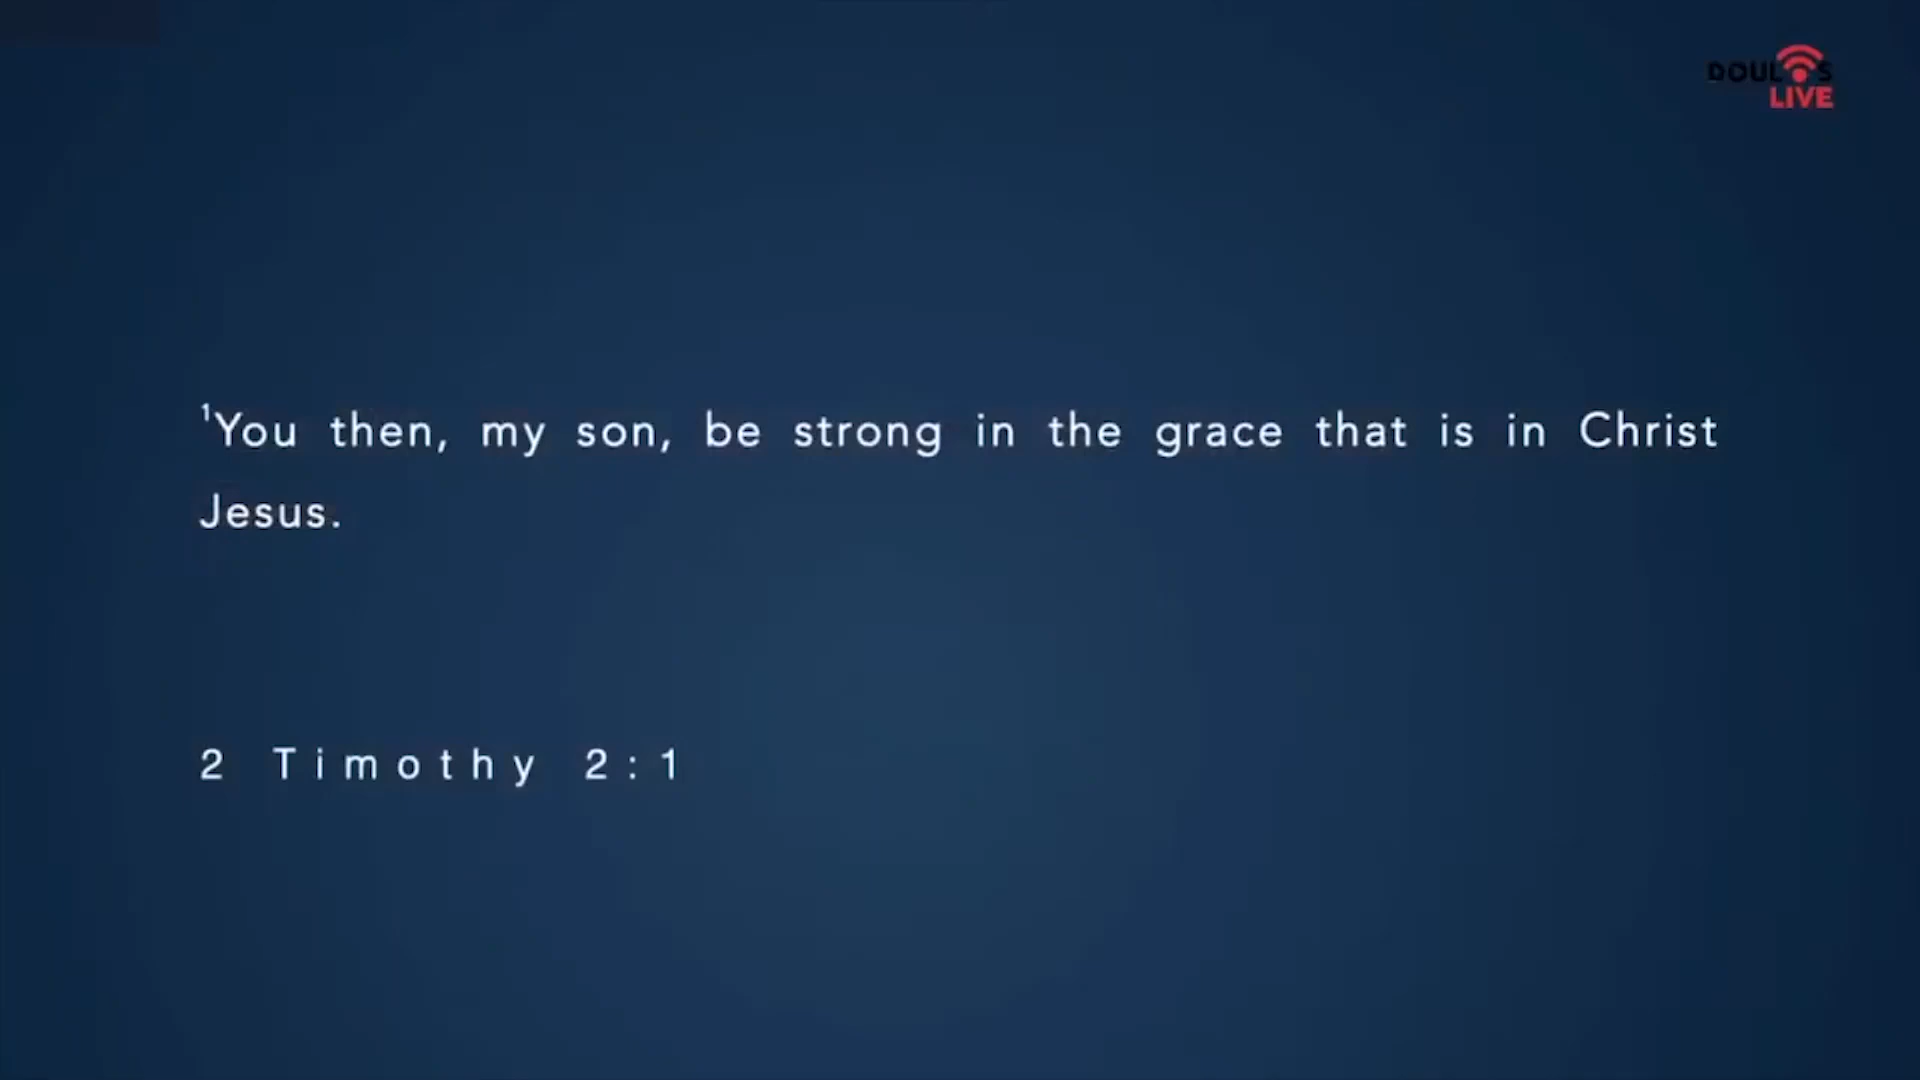 DOULOS
LIVE
¹You then, my son, be strong in the grace that is in Christ
Jesus.
2 Timothy 2:1